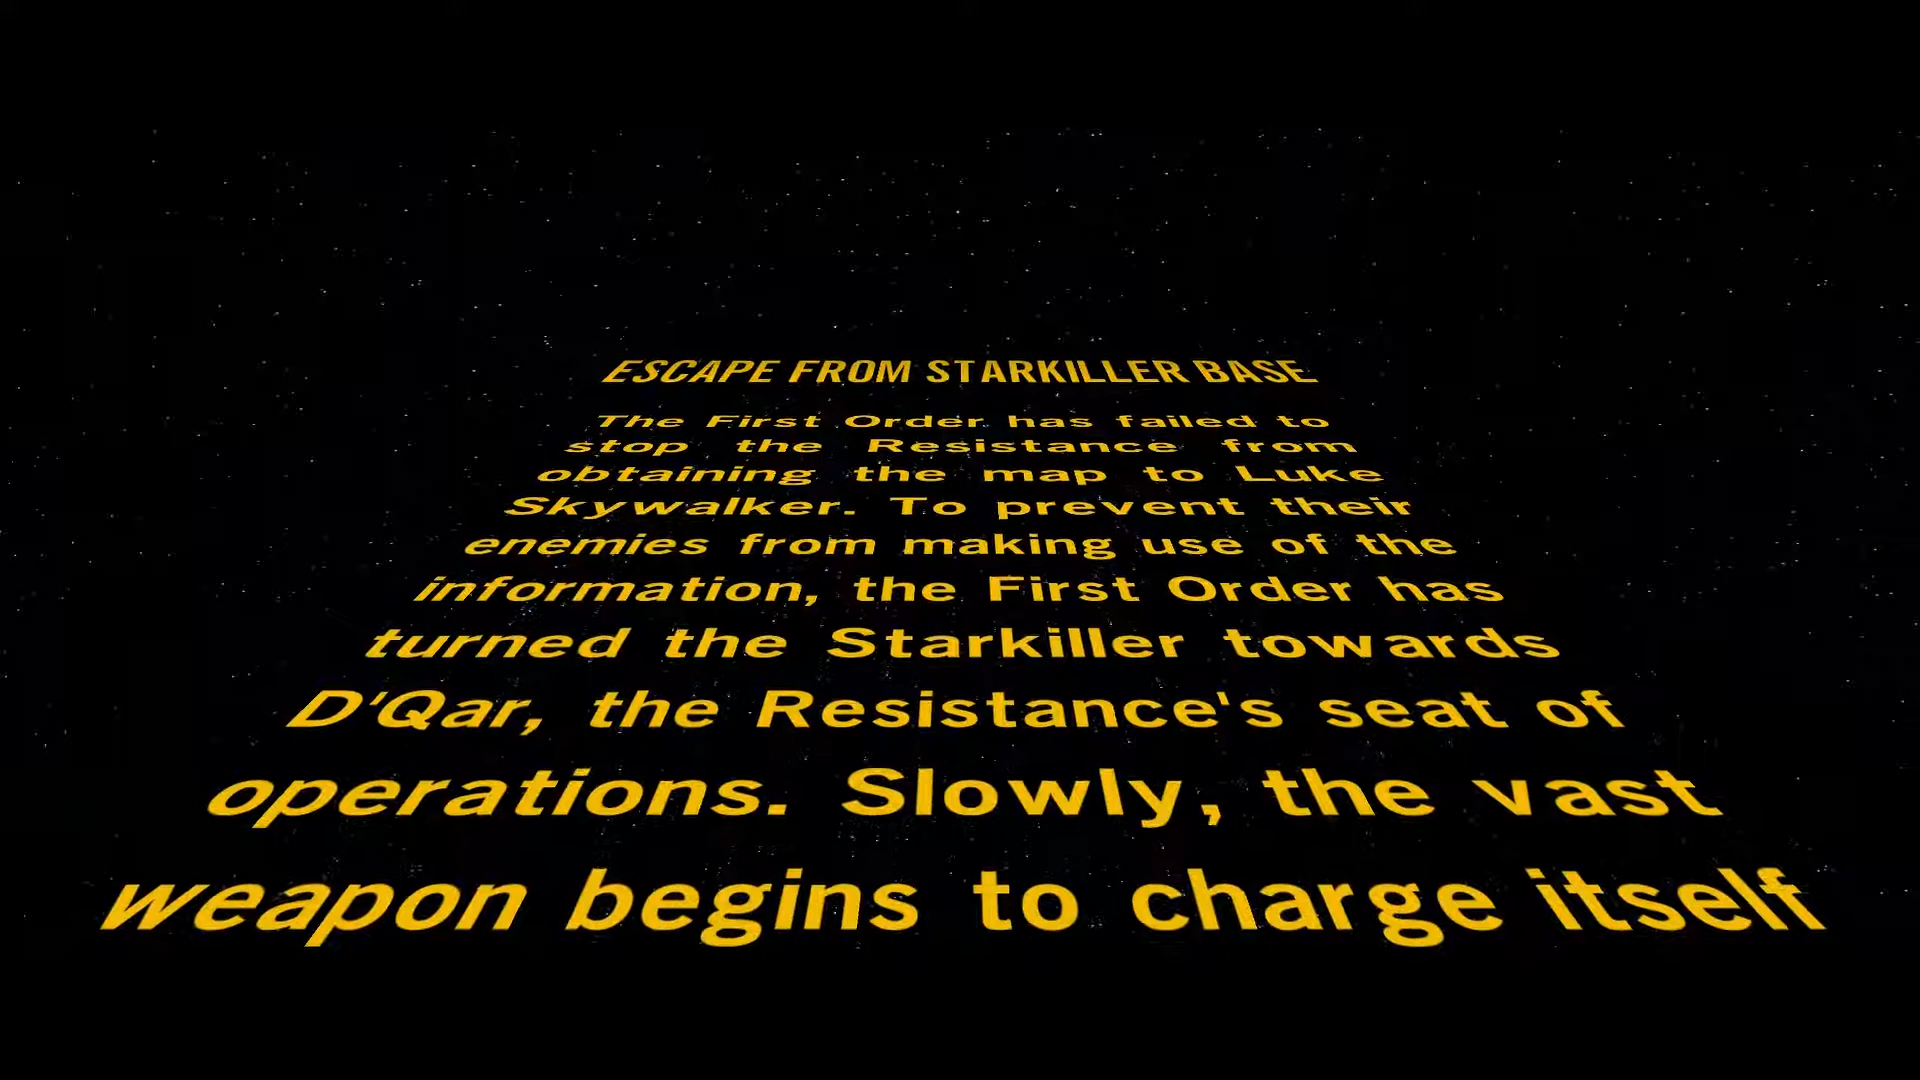 ESCAPE FROM STARKILLER BASE
The First Order has failed to
stop the Resistance from
obtaining the map to Luke
Skywalker. To prevent their
enemies from making use of the
information, the First Order has
turned the Starkiller towards
D'Qar, the Resistance's seat of
operations. Slowly, the vast
weapon begins to charge itself